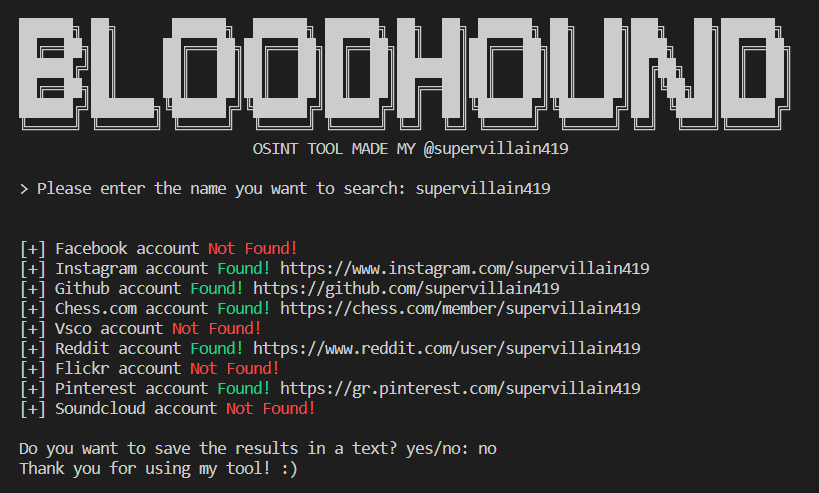 BLOODHOUND
OSINT TOOL MADE MY @supervillain419
> Please enter the name you want to search: supervillain419
[+] Facebook account Not Found!
[+] Instagram account Found! https://www.instagram.com/supervillain419
[+] Github account Found! https://github.com/supervillain419
[+] Chess.com account Found! https://chess.com/member/supervillain419
[+] Vsco account Not Found!
[+] Reddit account Found! https://www.reddit.com/user/supervillain419
[+] Flickr account Not Found!
[+] Pinterest account Found! https://gr.pinterest.com/supervillain419
[+] Soundcloud account Not Found!
Do you want to save the results in a text? yes/no: no
Thank you for using my tool! :)